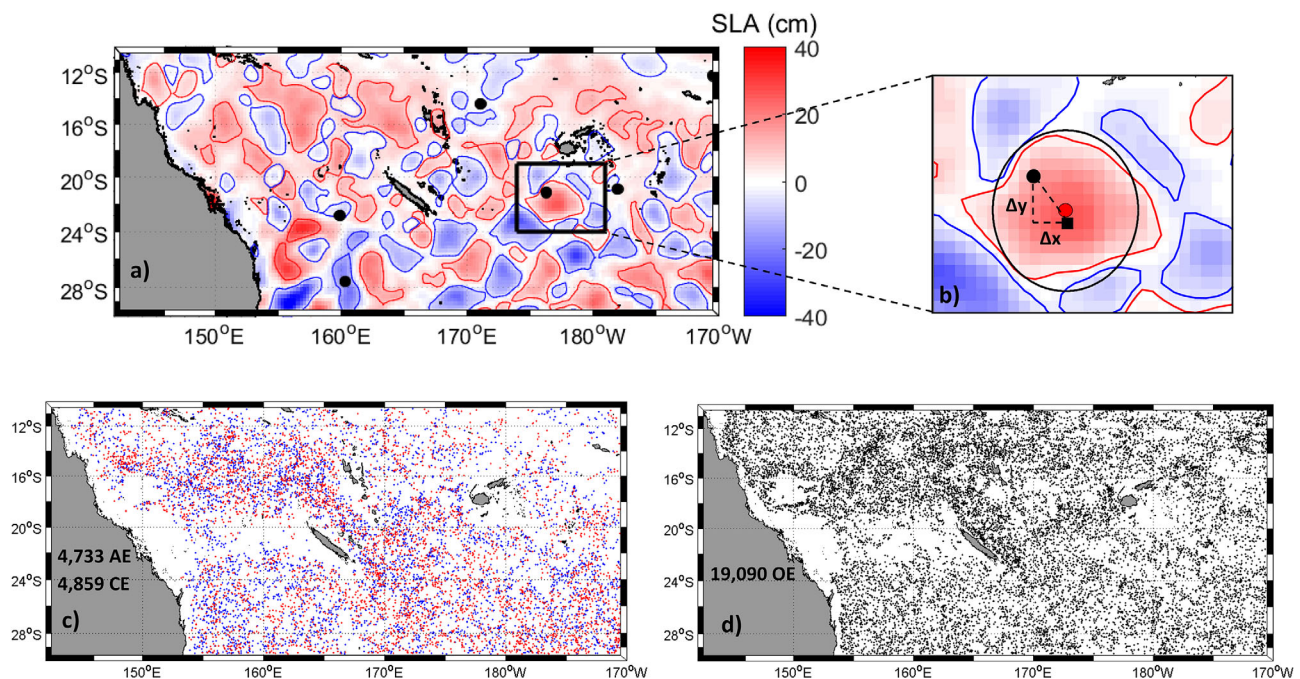 SLA (cm)
12°S
16°S
20°S
24°S
28°S
a)
150°E
160°E
170°E
180°W
170°W
40
20
0
-20
-40
Δy
Δx
b)
12°S
16°S
20°S
24°S
28°S
4,733 AE
4,859 CE
c)
150°E
160°E
170°E
180°W
170°W
12°S
16°S
20°S
24°S
28°S
19,090 OE
d)
150°E
160°E
170°E
180°W
170°W